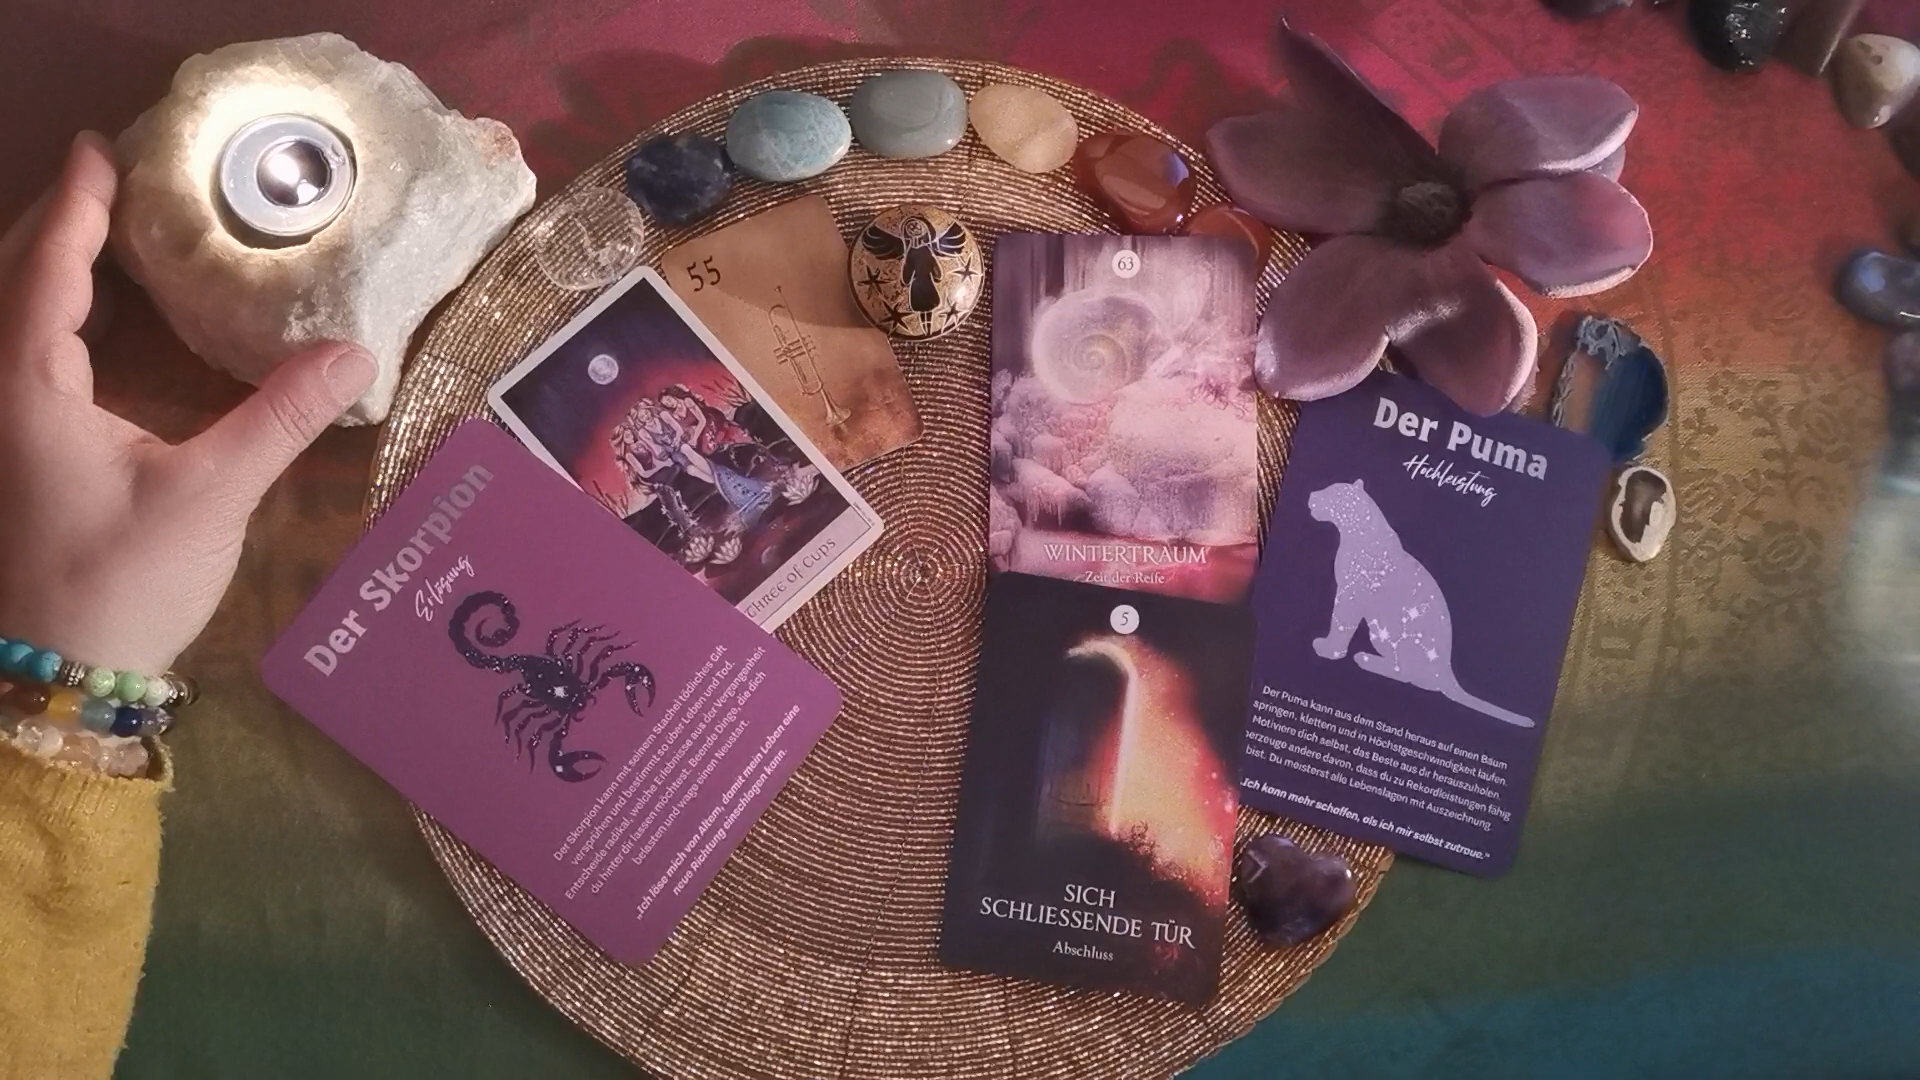 55
THREE OF CUPS
Der Skorpion
Erlösung
Der Skorpion kann mit seinem Stachel tödliches Gift
versprühen und bestimmt so über Leben und Tod.
Entscheide radikal, welche Erlebnisse aus der Vergangenheit
du hinter dir lassen möchtest. Beende Dinge, die dich
belasten und wage einen Neustart.
„Ich löse mich von Altem, damit mein Leben eine
neue Richtung einschlagen kann.
63
WINTERTRAUM
Zeit der Reife
5
SICH
SCHLIESSENDE TÜR
Abschluss
Der Puma
Hochleistung
Der Puma kann aus dem Stand heraus auf einen Baum
springen, klettern und in Höchstgeschwindigkeit laufen.
Motiviere dich selbst, das Beste aus dir herauszuholen.
berzeuge andere davon, dass du zu Rekordleistungen fähig
bist. Du meisterst alle Lebenslagen mit Auszeichnung.
„Ich kann mehr schaffen, als ich mir selbst zutraue."